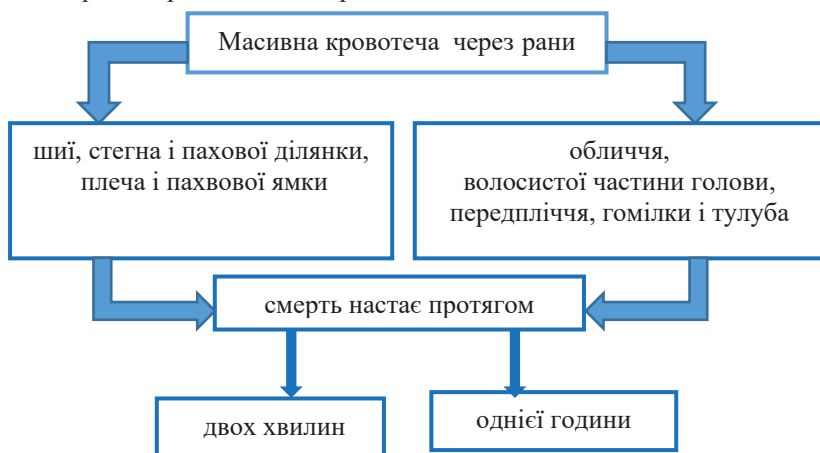 Масивна кровотеча через рани
шиї, стегна і пахової ділянки,
плеча і пахвової ямки
обличчя,
волосистої частини голови,
передпліччя, гомілки і тулуба
смерть настає протягом
двох хвилин
однієї години